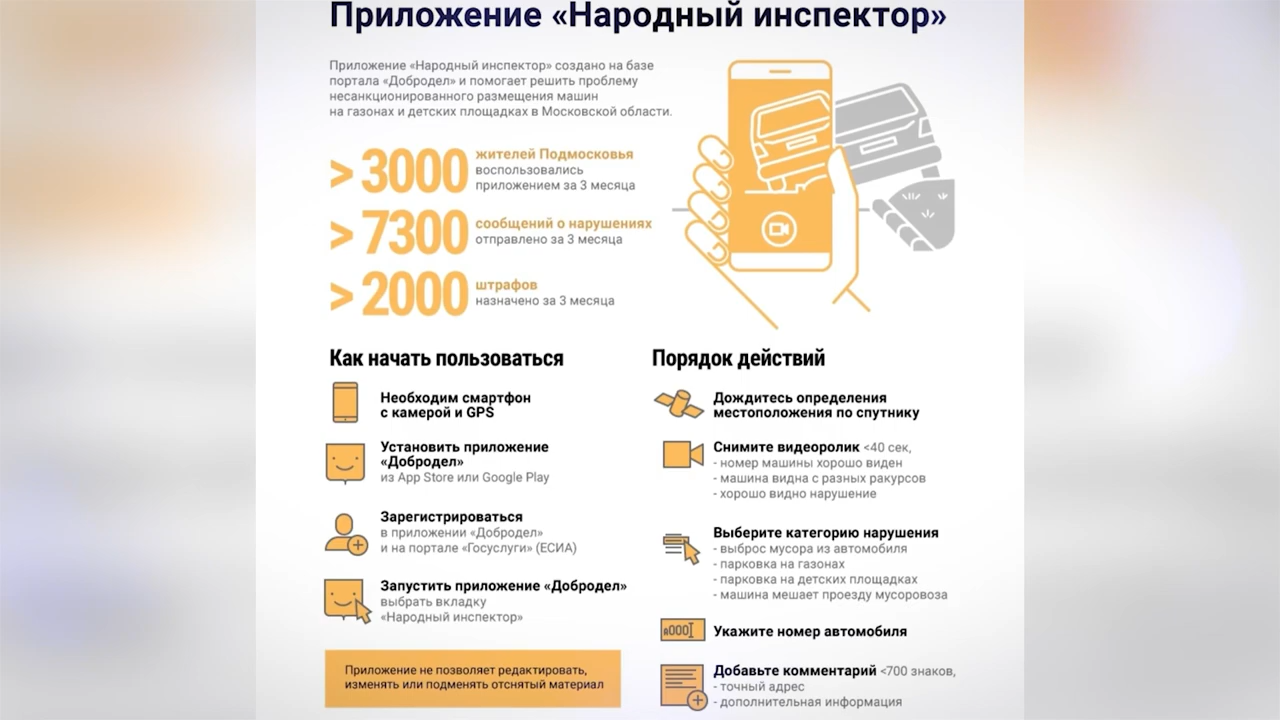 Приложение «Народный инспектор»
Приложение «Народный инспектор» создано на базе
портала «Добродел» и помогает решить проблему
несанкционированного размещения машин
на газонах и детских площадках в Московской области.
> 3000
жителей Подмосковья
воспользовались
приложением за 3 месяца
> 7300
сообщений о нарушениях
отправлено за 3 месяца
> 2000
штрафов
назначено за 3 месяца
Как начать пользоваться
Необходим смартфон
с камерой и GPS
Установить приложение
«Добродел»
из App Store или Google Play
Зарегистрироваться
в приложении «Добродел»
и на портале «Госуслуги» (ЕСИА)
Запустить приложение «Добродел»
выбрать вкладку
«Народный инспектор»
Приложение не позволяет редактировать,
изменять или подменять отснятый материал
Порядок действий
Дождитесь определения
местоположения по спутнику
Снимите видеоролик <40 сек,
- номер машины хорошо виден
- машина видна с разных ракурсов
- хорошо видно нарушение
Выберите категорию нарушения
- выброс мусора из автомобиля
- парковка на газонах
- парковка на детских площадках
- машина мешает проезду мусоровоза
А000
Укажите номер автомобиля
Добавьте комментарий <700 знаков,
- точный адрес
- дополнительная информация